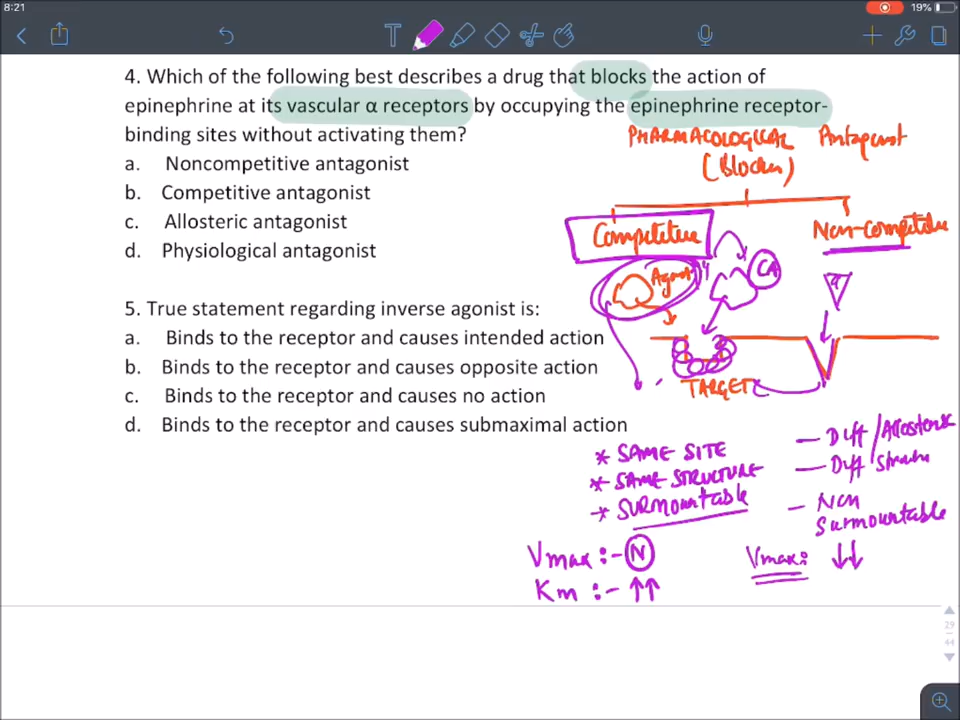 8:21
19%
T
4. Which of the following best describes a drug that blocks the action of
epinephrine at its vascular α receptors by occupying the epinephrine receptor-
binding sites without activating them?
a. Noncompetitive antagonist
b. Competitive antagonist
c. Allosteric antagonist
d. Physiological antagonist
5. True statement regarding inverse agonist is:
a. Binds to the receptor and causes intended action
b. Binds to the receptor and causes opposite action
c. Binds to the receptor and causes no action
d. Binds to the receptor and causes submaximal action
PHARMACOLOGICAL Antagonist
(Blocker)
Competitive
Non-competitive
Agonist
CA
TARGET
* SAME SITE
* SAME STRUCTURE
* SURMOUNTABLE
Vmax :- N
Km :- ↑↑
- Diff/Allosteric
- Diff
- Non
Surmountable
Vmax: ↓↓
29
44